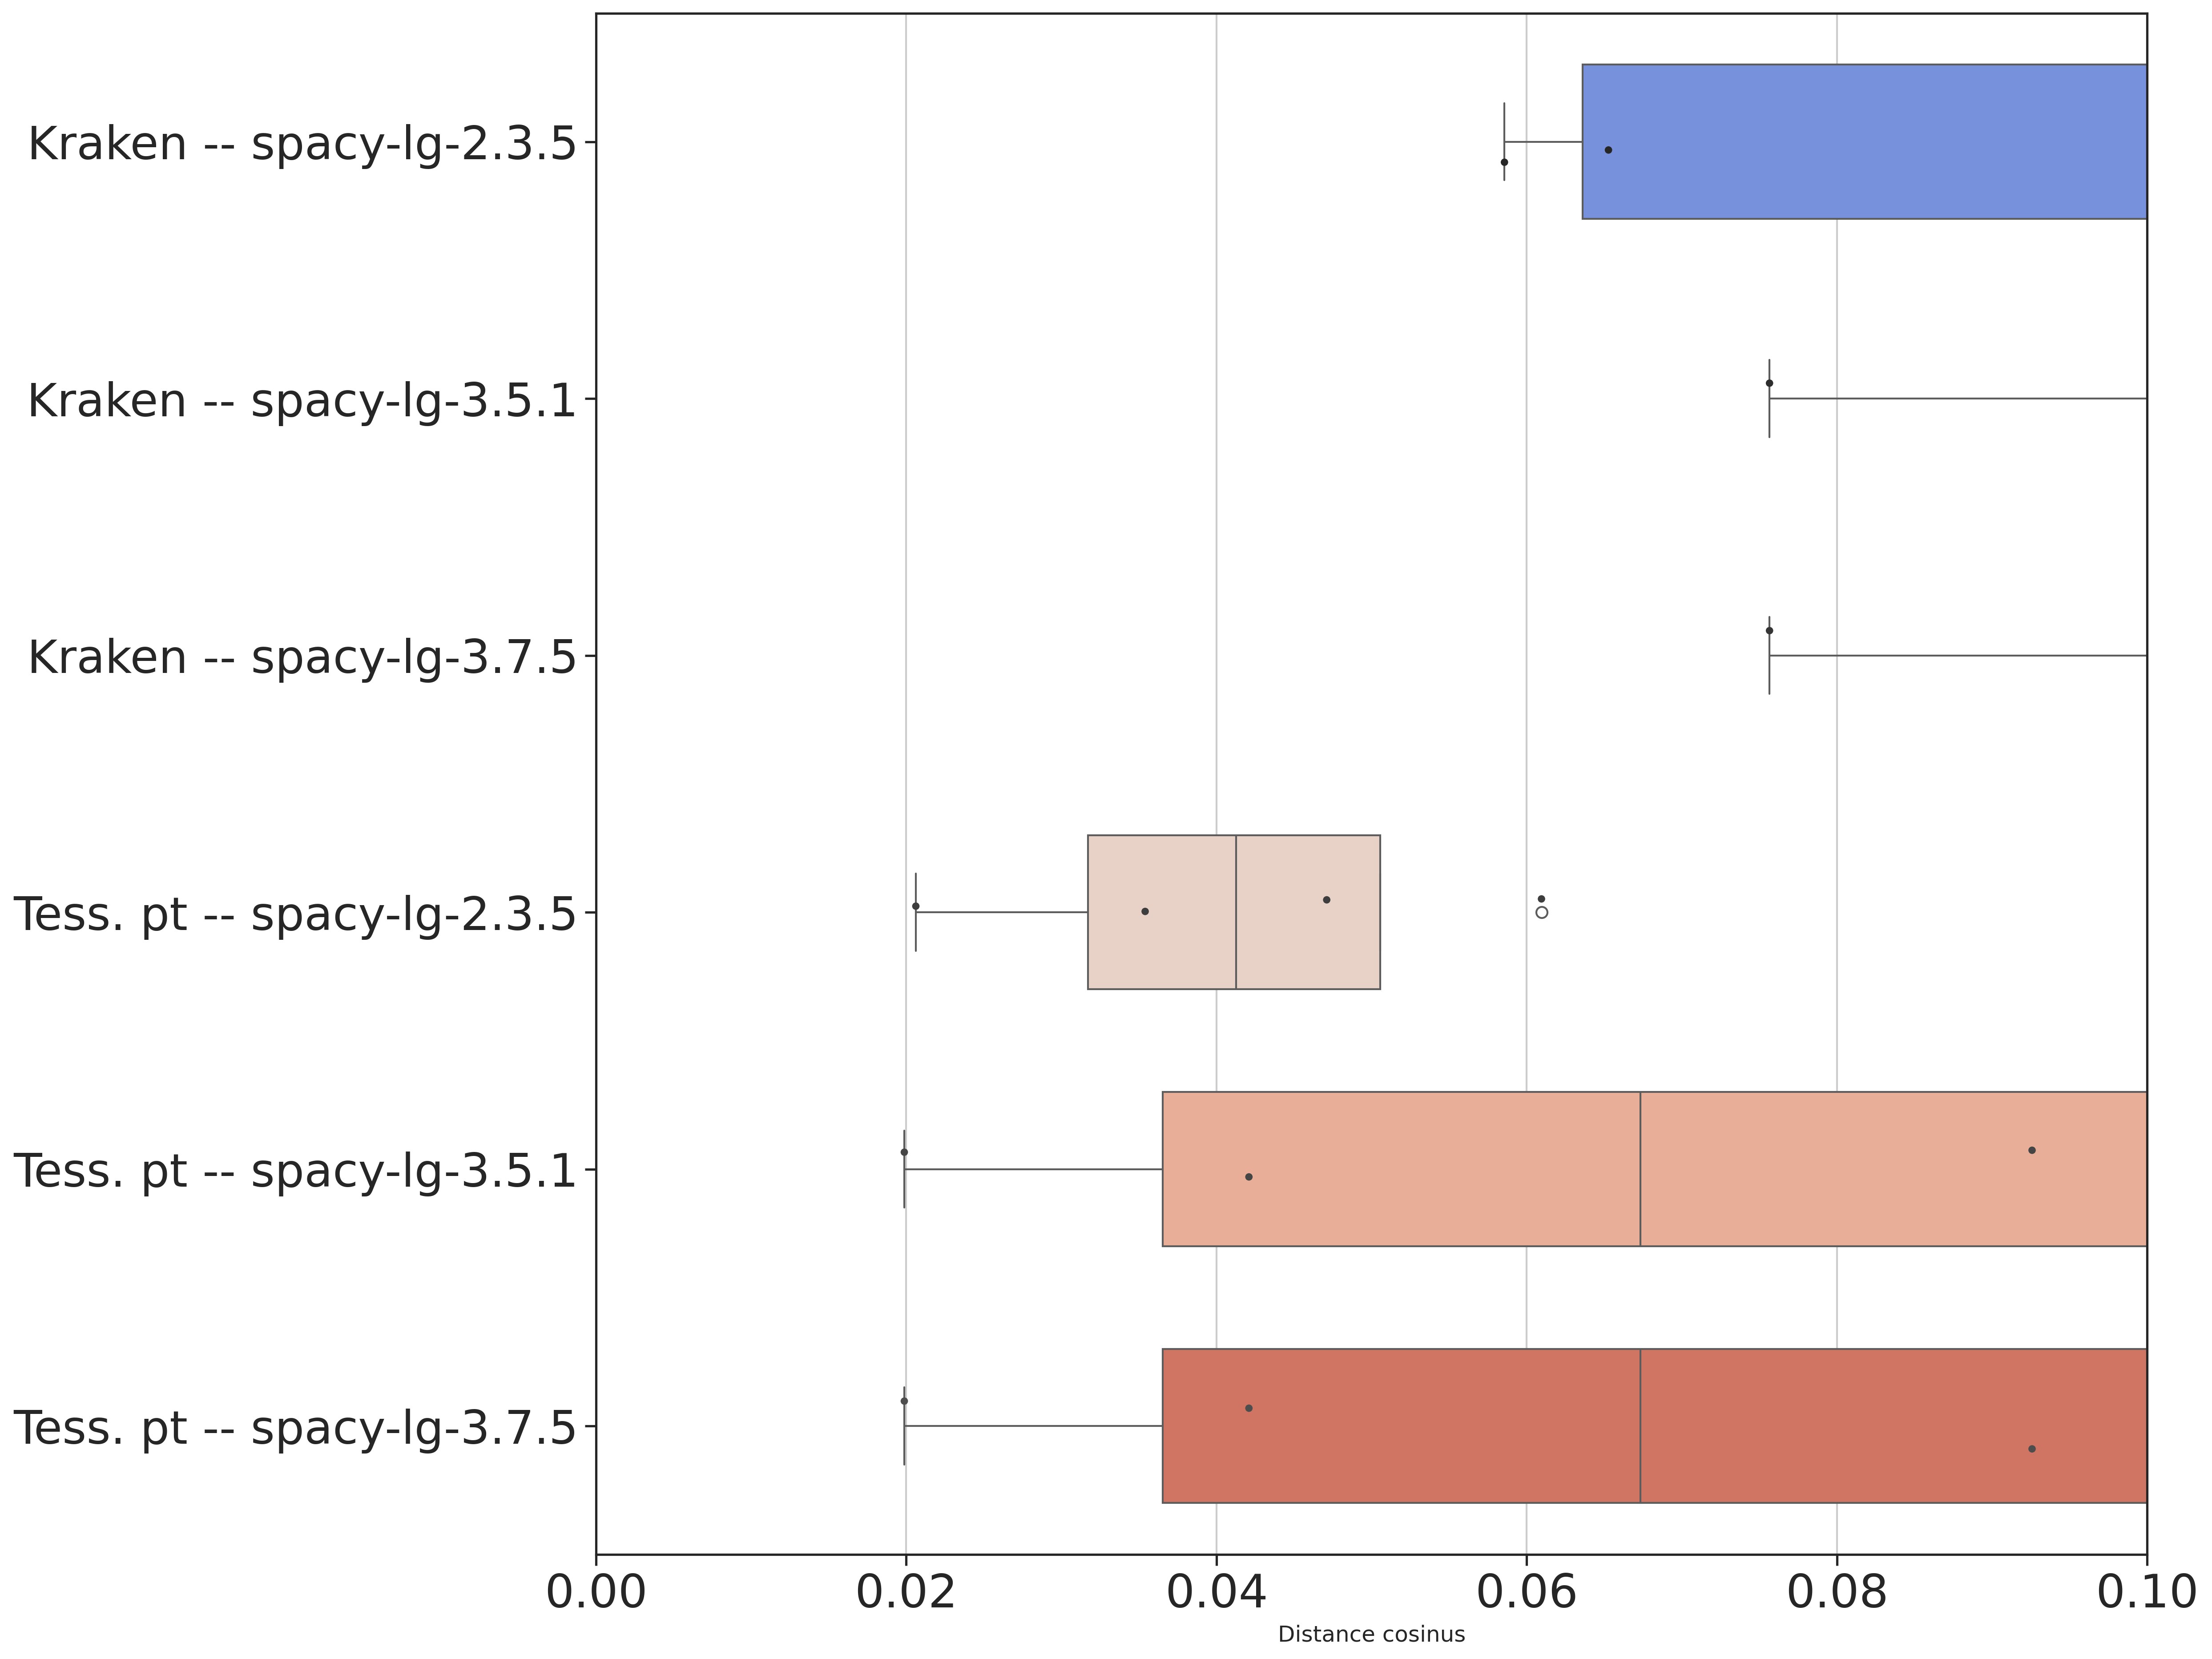 Kraken -- spacy-lg-2.3.5
Kraken -- spacy-lg-3.5.1
Kraken -- spacy-lg-3.7.5
Tess. pt -- spacy-lg-2.3.5
Tess. pt -- spacy-lg-3.5.1
Tess. pt -- spacy-lg-3.7.5
0.00 0.02 0.04 0.06 0.08 0.10
Distance cosinus